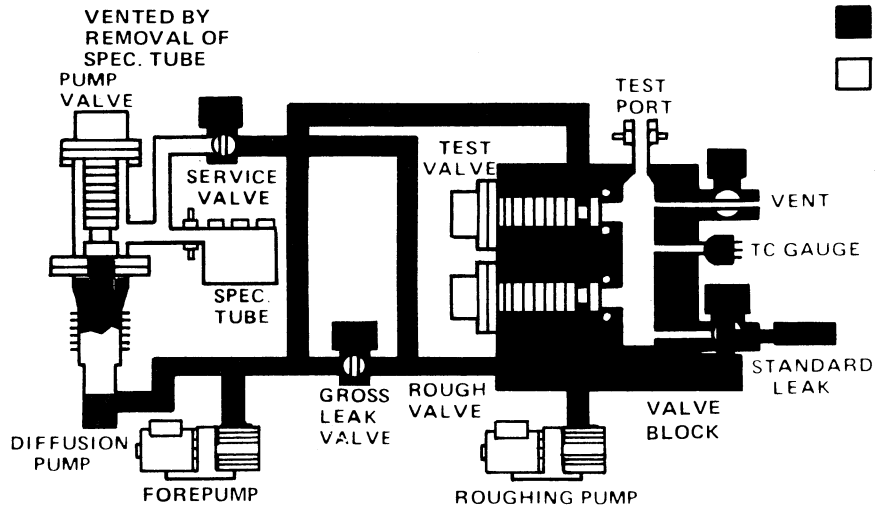 VENTED BY
REMOVAL OF
SPEC. TUBE
PUMP
VALVE
SERVICE
VALVE
SPEC.
TUBE
TEST
VALVE
TEST
PORT
VENT
TC GAUGE
STANDARD
LEAK
GROSS
LEAK
VALVE
ROUGH
VALVE
VALVE
BLOCK
DIFFUSION
PUMP
FOREPUMP
ROUGHING PUMP